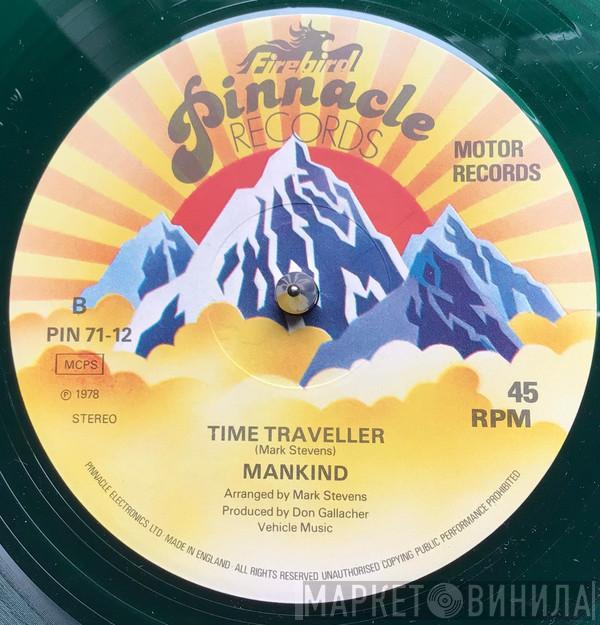 Firebird
Pinnacle
RECORDS
MOTOR
RECORDS
B
PIN 71-12
MCPS
℗ 1978
STEREO
45
RPM
TIME TRAVELLER
(Mark Stevens)
MANKIND
Arranged by Mark Stevens
Produced by Don Gallacher
Vehicle Music
PINNACLE ELECTRONICS LTD · MADE IN ENGLAND · ALL RIGHTS RESERVED UNAUTHORISED COPYING PUBLIC PERFORMANCE PROHIBITED
МАРКЕТ ВИНИЛА